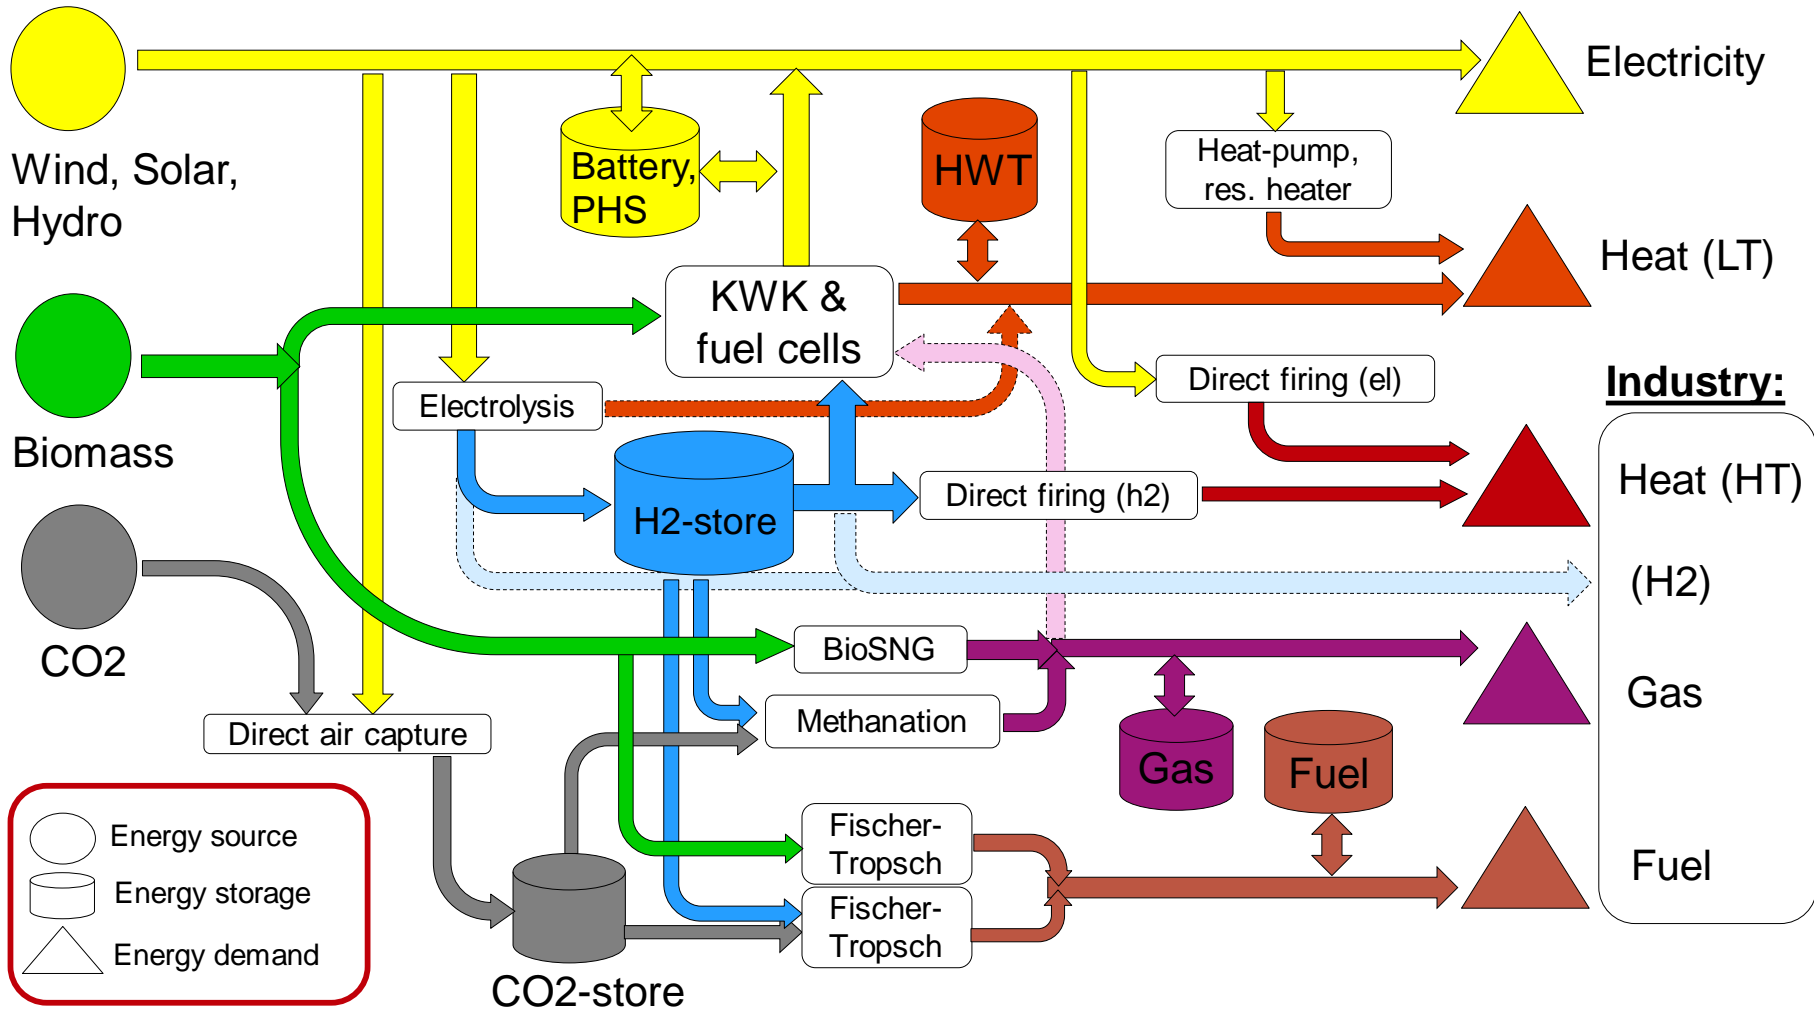 Electricity
Wind, Solar,
Hydro
Battery,
PHS
HWT
Heat-pump,
res. heater
Heat (LT)
KWK &
fuel cells
Biomass
Electrolysis
Direct firing (el)
Industry:
H2-store
Direct firing (h2)
Heat (HT)
(H2)
CO2
BioSNG
Gas
Methanation
Direct air capture
Gas
Fuel
Fischer-
Tropsch
Fuel
Fischer-
Tropsch
CO2-store
Energy source
Energy storage
Energy demand